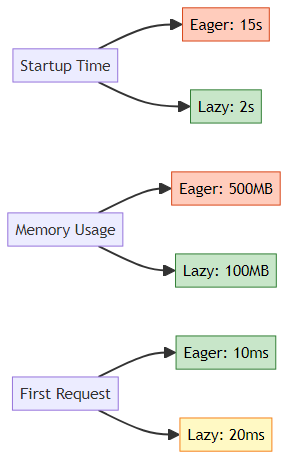 Startup Time
Eager: 15s
Lazy: 2s
Memory Usage
Eager: 500MB
Lazy: 100MB
First Request
Eager: 10ms
Lazy: 20ms